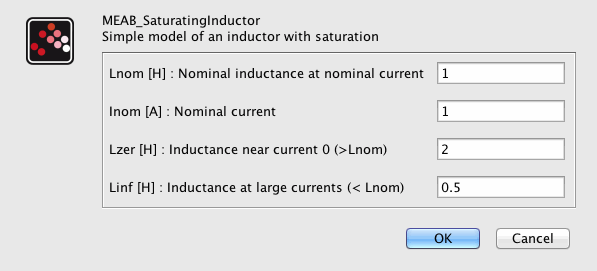 MEAB_SaturatingInductor
Simple model of an inductor with saturation
Lnom [H] : Nominal inductance at nominal current 1
Inom [A] : Nominal current 1
Lzer [H] : Inductance near current 0 (>Lnom) 2
Linf [H] : Inductance at large currents (< Lnom) 0.5
OK Cancel